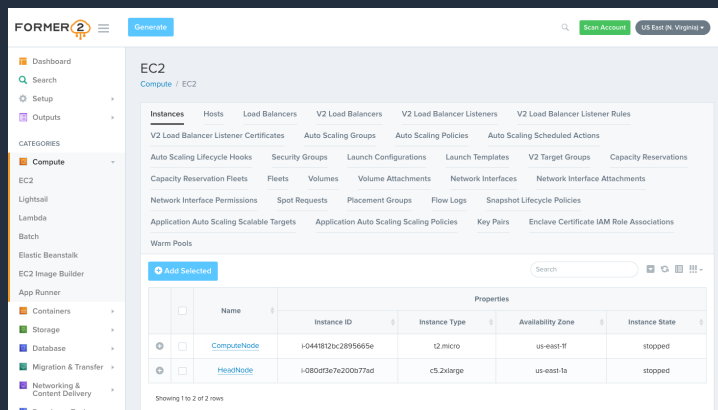 FORMER2
Generate
Scan Account
US East (N. Virginia)
Dashboard
Search
Setup
Outputs
CATEGORIES
Compute
EC2
Lightsail
Lambda
Batch
Elastic Beanstalk
EC2 Image Builder
App Runner
Containers
Storage
Database
Migration & Transfer
Networking &
Content Delivery
EC2
Compute / EC2
Instances Hosts Load Balancers V2 Load Balancers V2 Load Balancer Listeners V2 Load Balancer Listener Rules
V2 Load Balancer Listener Certificates Auto Scaling Groups Auto Scaling Policies Auto Scaling Scheduled Actions
Auto Scaling Lifecycle Hooks Security Groups Launch Configurations Launch Templates V2 Target Groups Capacity Reservations
Capacity Reservation Fleets Fleets Volumes Volume Attachments Network Interfaces Network Interface Attachments
Network Interface Permissions Spot Requests Placement Groups Flow Logs Snapshot Lifecycle Policies
Application Auto Scaling Scalable Targets Application Auto Scaling Scaling Policies Key Pairs Enclave Certificate IAM Role Associations
Warm Pools
Add Selected
Search
Properties
Name Instance ID Instance Type Availability Zone Instance State
ComputeNode i-0441812bc2895665e t2.micro us-east-1f stopped
HeadNode i-080df3e7e200b77ad c5.2xlarge us-east-1a stopped
Showing 1 to 2 of 2 rows